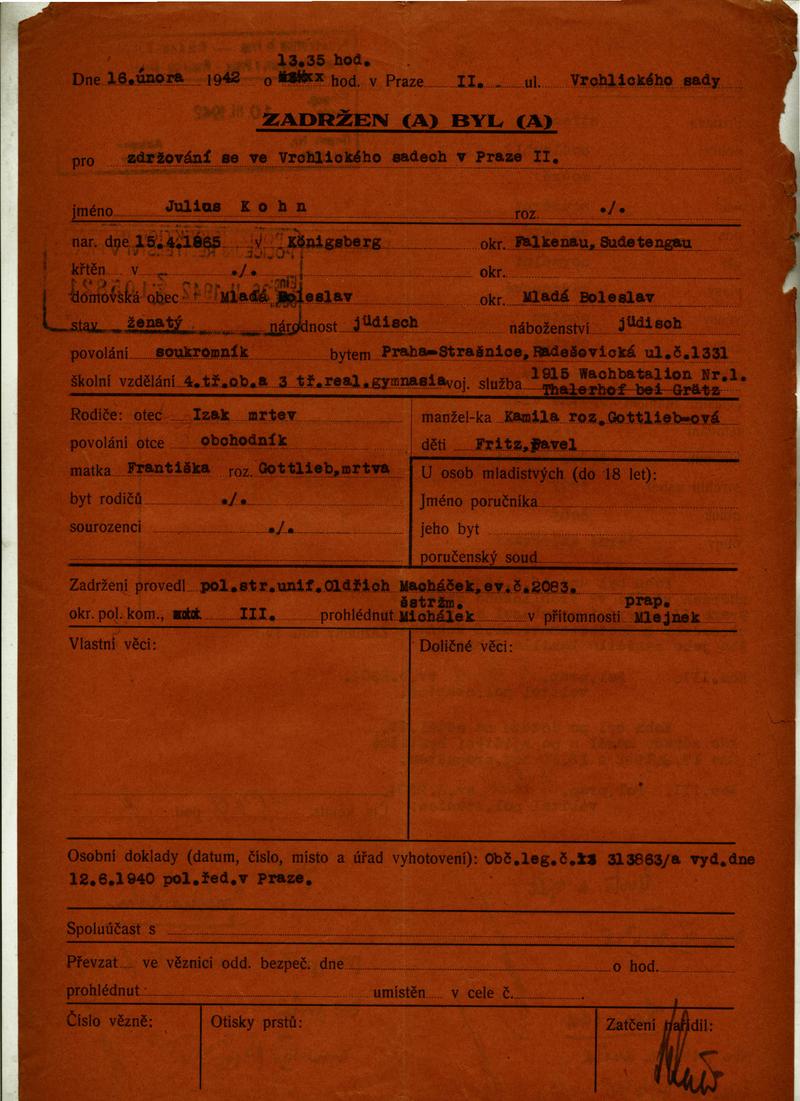 13.35 hod.
Dne 16.února 1942 o hod. v Praze II. - ul. Vrchlického sady
ZADRŽEN (A) BYL (A)
pro zdržování se ve Vrchlického sadech v Praze II.
jméno Julius Kohn roz. ./.
nar. dne 15.4.1865 v Königsberg okr. Falkenau, Sudetengau
křtěn v ./. okr.
domovská obec Mladá Boleslav okr. Mladá Boleslav
stav ženatý národnost jüdisch náboženství jüdisch
povolání soukromník bytem Praha-Strašnice, Radešovická ul.č.1331
školní vzdělání 4.tř.ob.a 3 tř.real.gymnasia voj. služba 1915 Wachbatalion Nr.1.
Thalerhof bei Grätz
Rodiče: otec Izak mrtev manžel-ka Kamila roz.Gottlieb-ová
povolání otce obchodník děti Fritz,Pavel
matka Františka roz. Gottlieb,mrtva U osob mladistvých (do 18 let):
byt rodičů ./. Jméno poručníka
sourozenci ./. jeho byt
poručenský soud
Zadržení provedl pol.str.unif.Oldřich Macháček,ev.č.2083.
štstržm. prap.
okr. pol. kom., III. prohlédnut Michálek v přítomnosti Mlejnek
Vlastní věci: Doličné věci:
Osobní doklady (datum, číslo, místo a úřad vyhotovení): Obč.leg.č. 313863/a vyd.dne
12.6.1940 pol.řed.v Praze.
Spoluúčast s
Převzat ve věznici odd. bezpeč. dne o hod.
prohlédnut umístěn v cele č.
Číslo vězně: Otisky prstů: Zatčení nařídil: